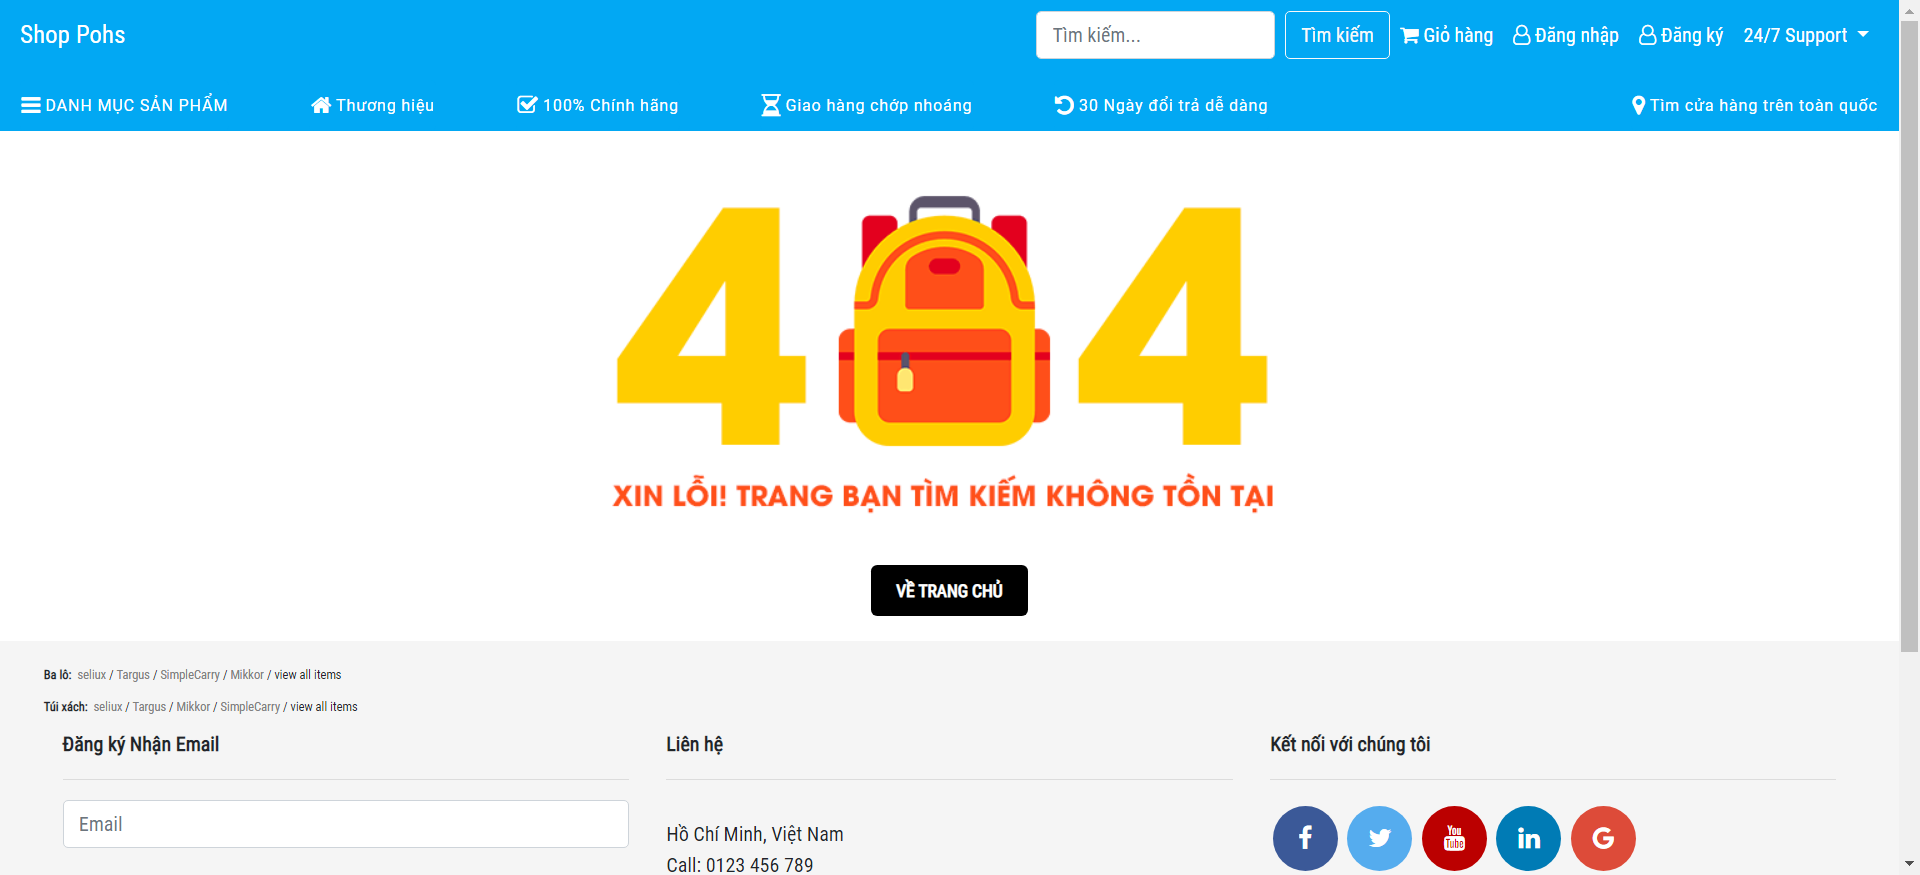 Shop Pohs
Tìm kiếm...
Tìm kiếm
Giỏ hàng
Đăng nhập
Đăng ký
24/7 Support
DANH MỤC SẢN PHẨM
Thương hiệu
100% Chính hãng
Giao hàng chớp nhoáng
30 Ngày đổi trả dễ dàng
Tìm cửa hàng trên toàn quốc
4 4
XIN LỖI! TRANG BẠN TÌM KIẾM KHÔNG TỒN TẠI
VỀ TRANG CHỦ
Ba lô: seliux / Targus / SimpleCarry / Mikkor / view all items
Túi xách: seliux / Targus / Mikkor / SimpleCarry / view all items
Đăng ký Nhận Email
Email
Liên hệ
Hồ Chí Minh, Việt Nam
Call: 0123 456 789
Kết nối với chúng tôi
f
You
Tube
in
G